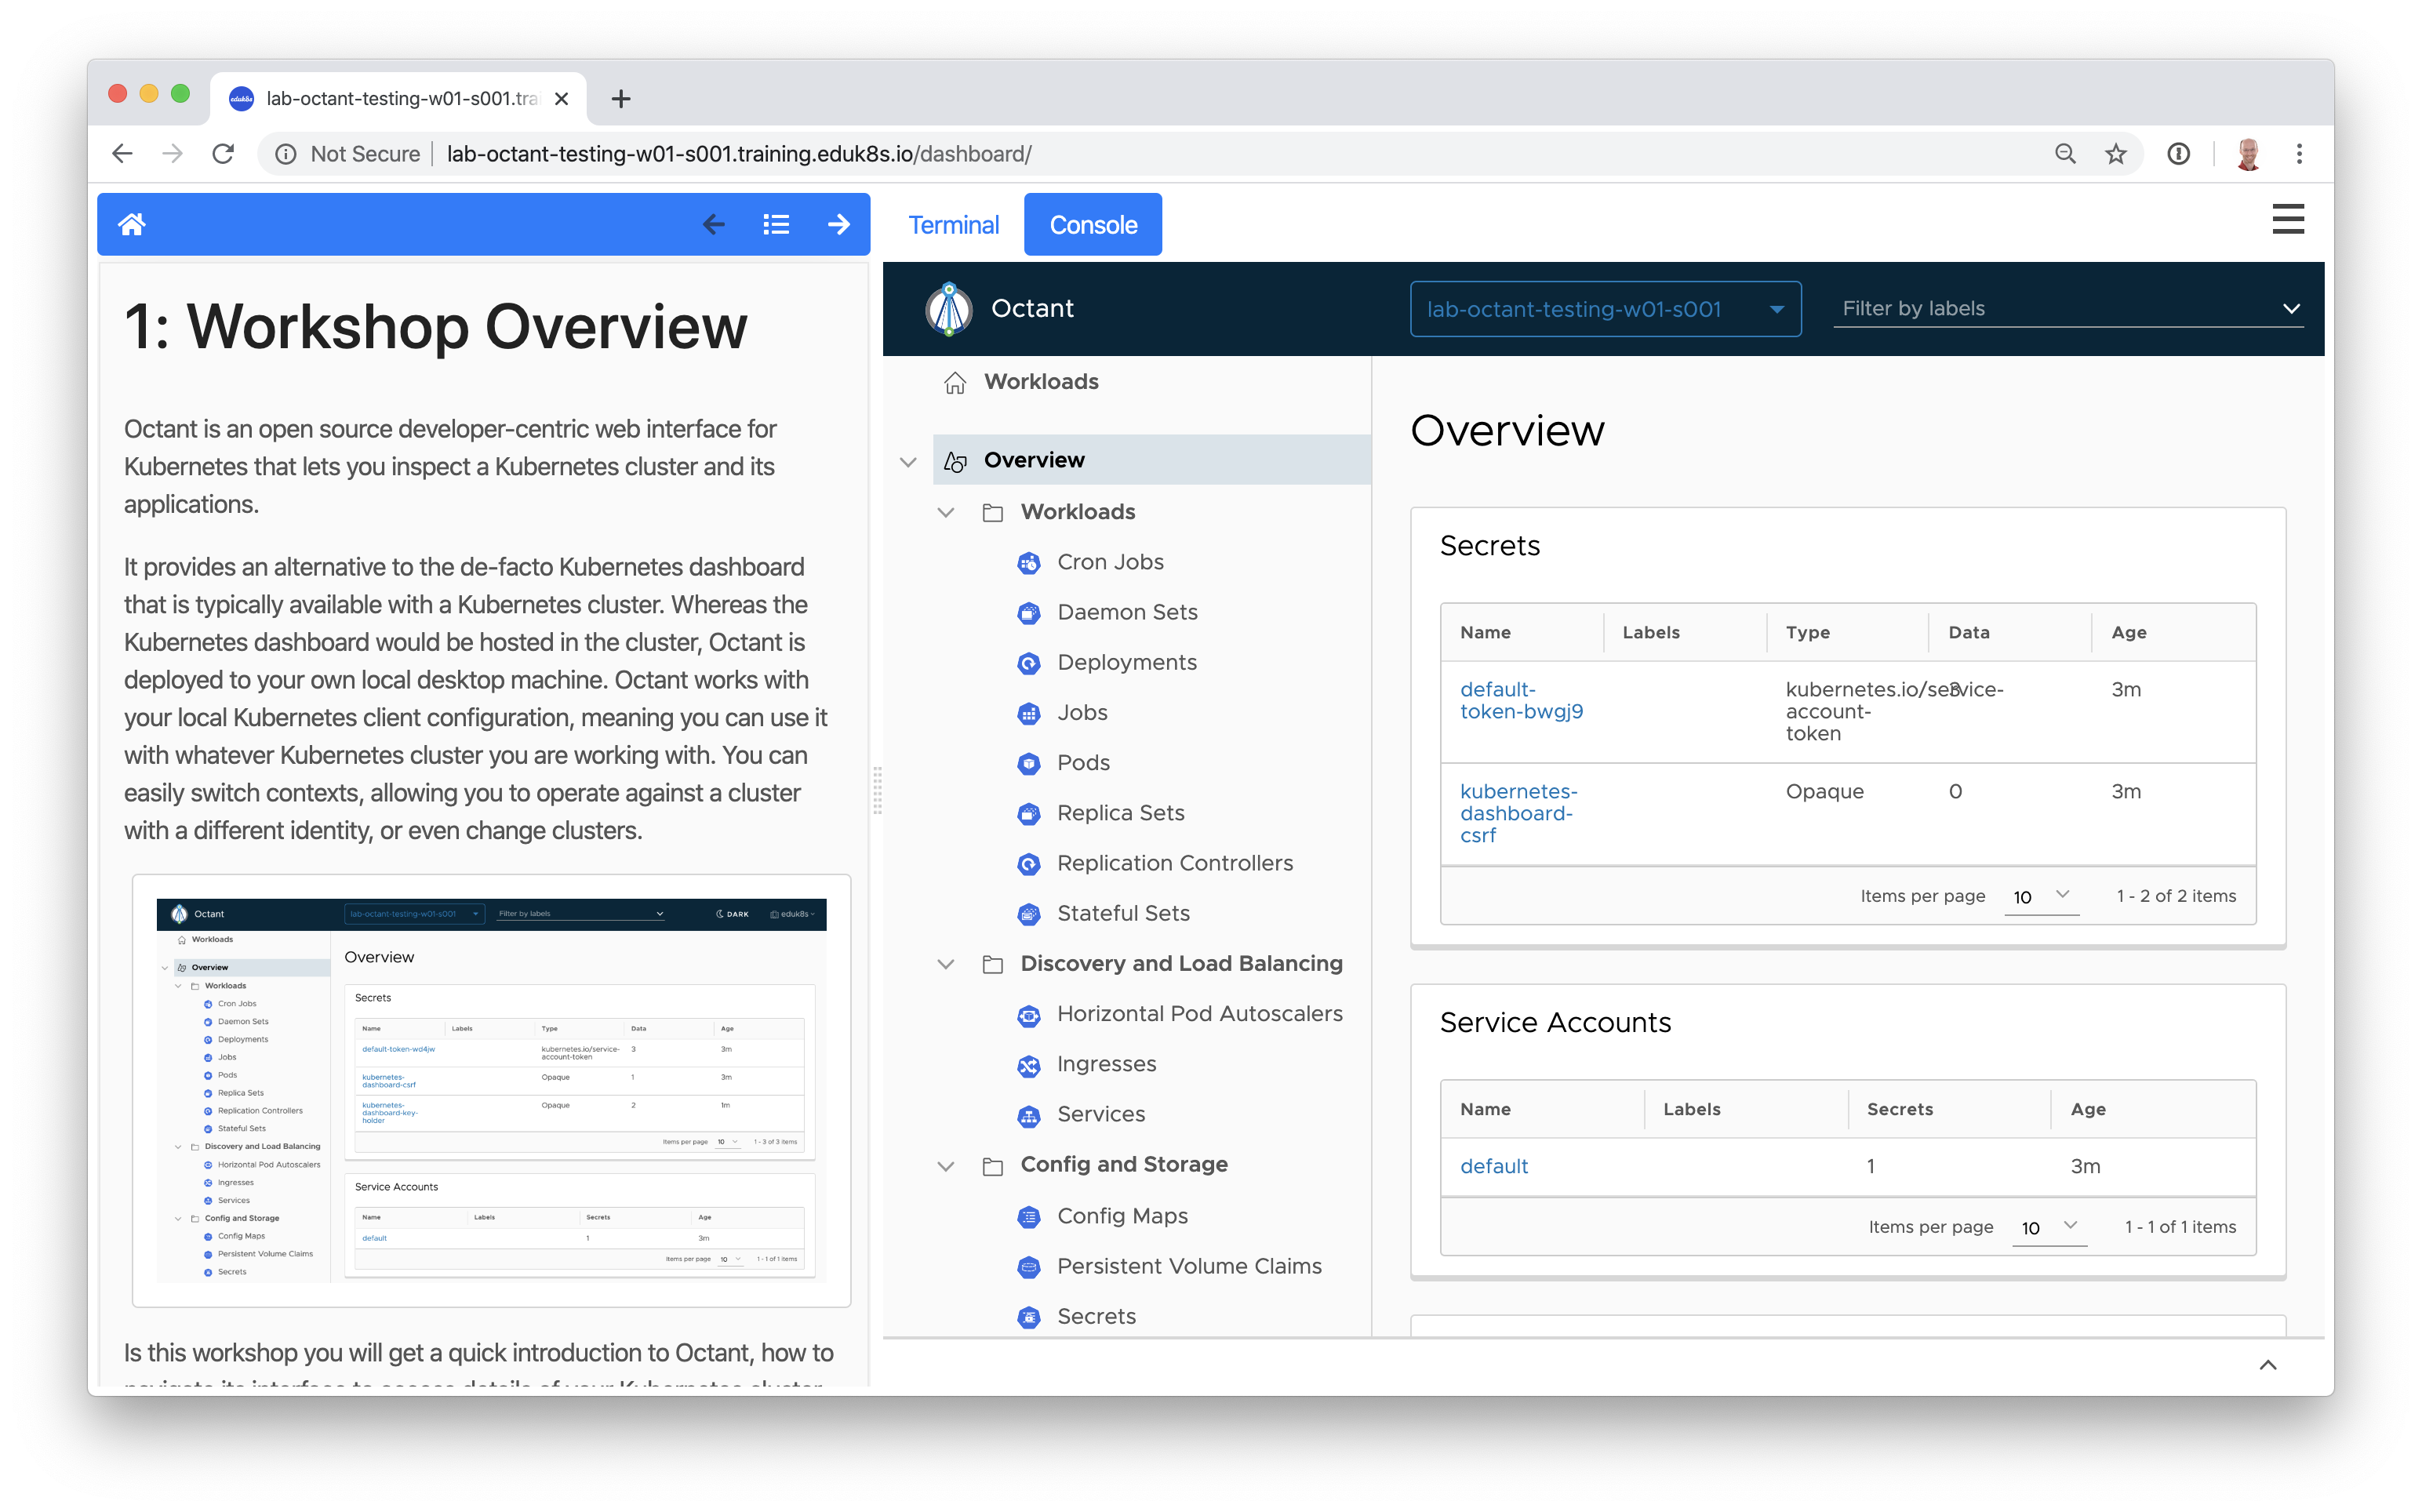 lab-octant-testing-w01-s001.trai
Not Secure
lab-octant-testing-w01-s001.training.eduk8s.io/dashboard/
Terminal
Console
1: Workshop Overview
Octant is an open source developer-centric web interface for
Kubernetes that lets you inspect a Kubernetes cluster and its
applications.
It provides an alternative to the de-facto Kubernetes dashboard
that is typically available with a Kubernetes cluster. Whereas the
Kubernetes dashboard would be hosted in the cluster, Octant is
deployed to your own local desktop machine. Octant works with
your local Kubernetes client configuration, meaning you can use it
with whatever Kubernetes cluster you are working with. You can
easily switch contexts, allowing you to operate against a cluster
with a different identity, or even change clusters.
Octant
lab-octant-testing-w01-s001
Filter by labels
DARK
eduk8s
Workloads
Overview
Workloads
Cron Jobs
Daemon Sets
Deployments
Jobs
Pods
Replica Sets
Replication Controllers
Stateful Sets
Discovery and Load Balancing
Horizontal Pod Autoscalers
Ingresses
Services
Config and Storage
Config Maps
Persistent Volume Claims
Secrets
Overview
Secrets
Name Labels Type Data Age
default-token-wd4jw kubernetes.io/service- 3 3m
account-token
kubernetes- Opaque 1 3m
dashboard-csrf
kubernetes- Opaque 2 1m
dashboard-key-
holder
Items per page 10 1 - 3 of 3 items
Service Accounts
Name Labels Secrets Age
default 1 3m
Items per page 10 1 - 1 of 1 items
Is this workshop you will get a quick introduction to Octant, how to
navigate its interface to access details of your Kubernetes cluster
Octant
lab-octant-testing-w01-s001
Filter by labels
Workloads
Overview
Workloads
Cron Jobs
Daemon Sets
Deployments
Jobs
Pods
Replica Sets
Replication Controllers
Stateful Sets
Discovery and Load Balancing
Horizontal Pod Autoscalers
Ingresses
Services
Config and Storage
Config Maps
Persistent Volume Claims
Secrets
Overview
Secrets
Name Labels Type Data Age
default- kubernetes.io/service- 3 3m
token-bwgj9 account-
token
kubernetes- Opaque 0 3m
dashboard-
csrf
Items per page 10 1 - 2 of 2 items
Service Accounts
Name Labels Secrets Age
default 1 3m
Items per page 10 1 - 1 of 1 items